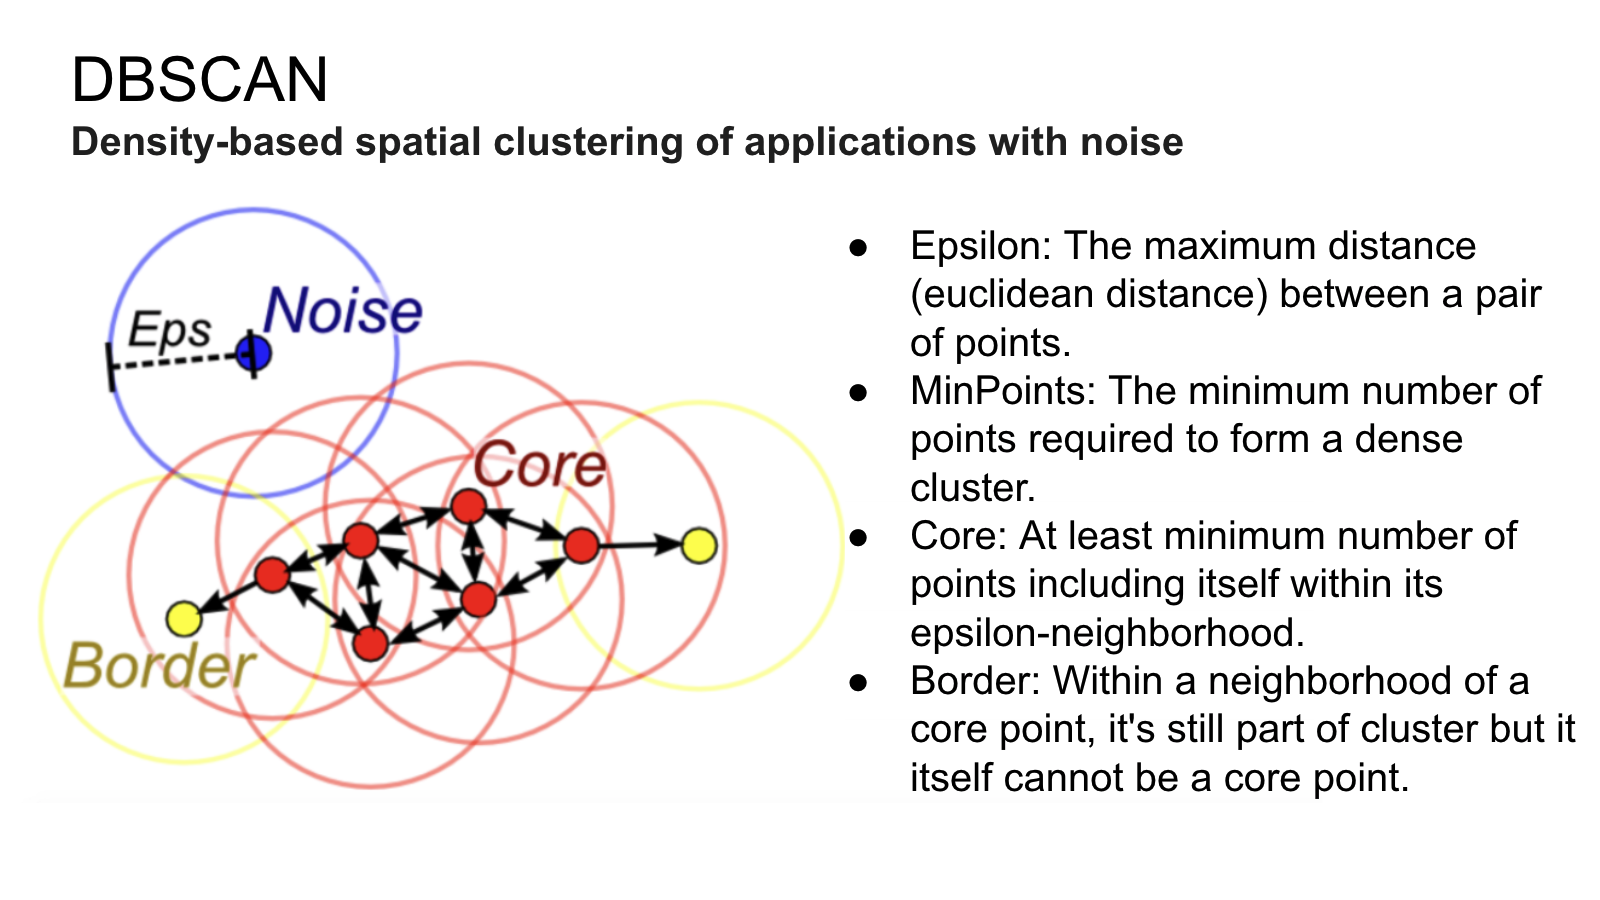 DBSCAN
Density-based spatial clustering of applications with noise
Eps
Noise
Core
Border
● Epsilon: The maximum distance
(euclidean distance) between a pair
of points.
● MinPoints: The minimum number of
points required to form a dense
cluster.
● Core: At least minimum number of
points including itself within its
epsilon-neighborhood.
● Border: Within a neighborhood of a
core point, it's still part of cluster but it
itself cannot be a core point.